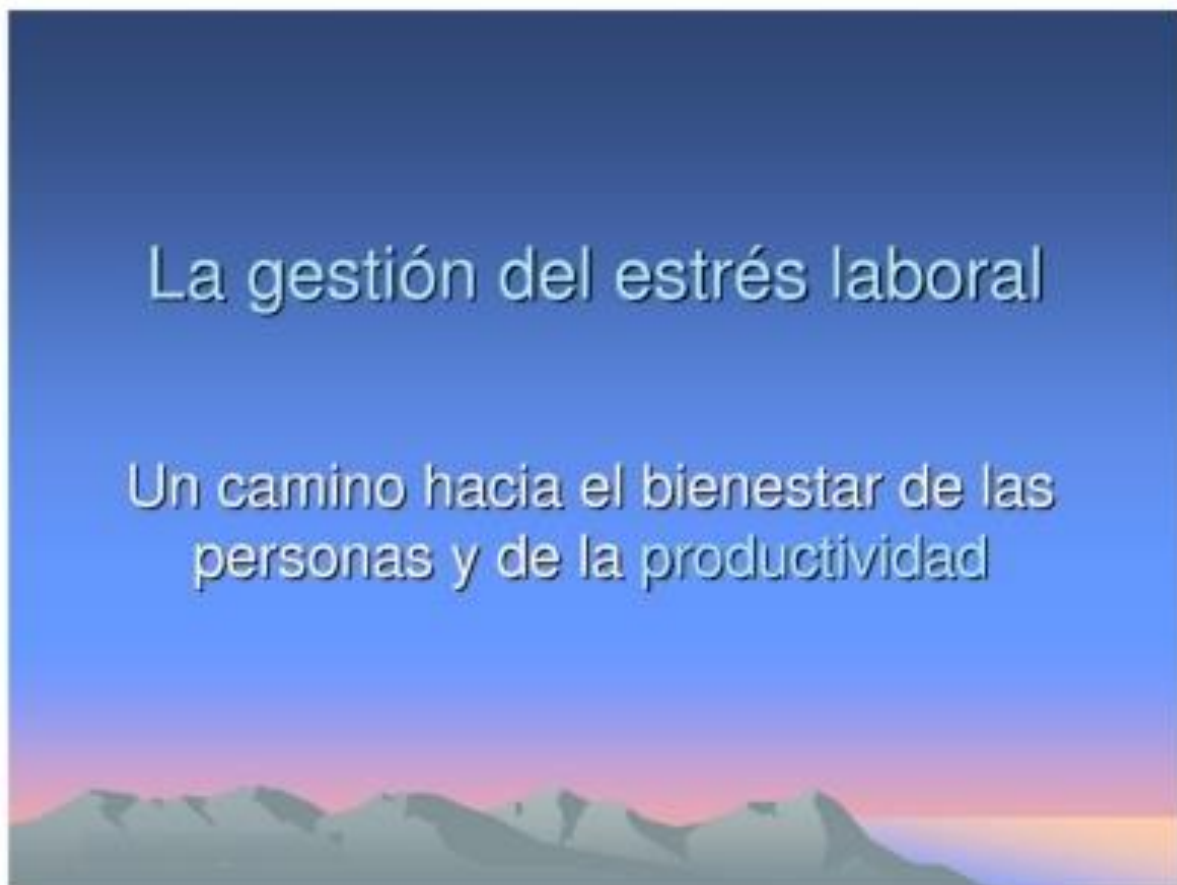 La gestión del estrés laboral
Un camino hacia el bienestar de las
personas y de la productividad